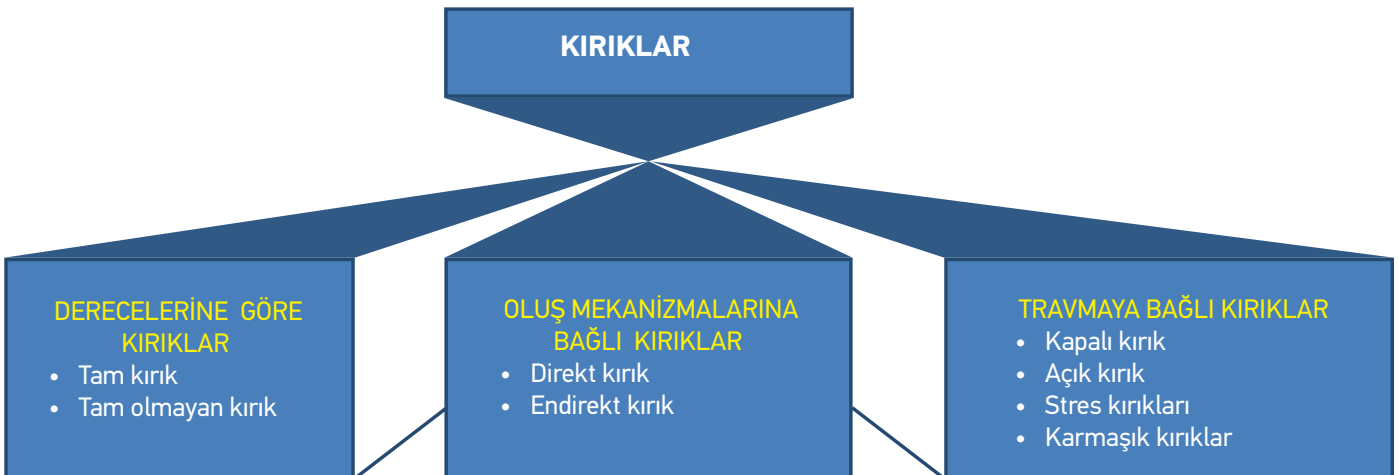 KIRIKLAR
DERECELERİNE GÖRE
KIRIKLAR
• Tam kırık
• Tam olmayan kırık
OLUŞ MEKANİZMALARINA
BAĞLI KIRIKLAR
• Direkt kırık
• Endirekt kırık
TRAVMAYA BAĞLI KIRIKLAR
• Kapalı kırık
• Açık kırık
• Stres kırıkları
• Karmaşık kırıklar